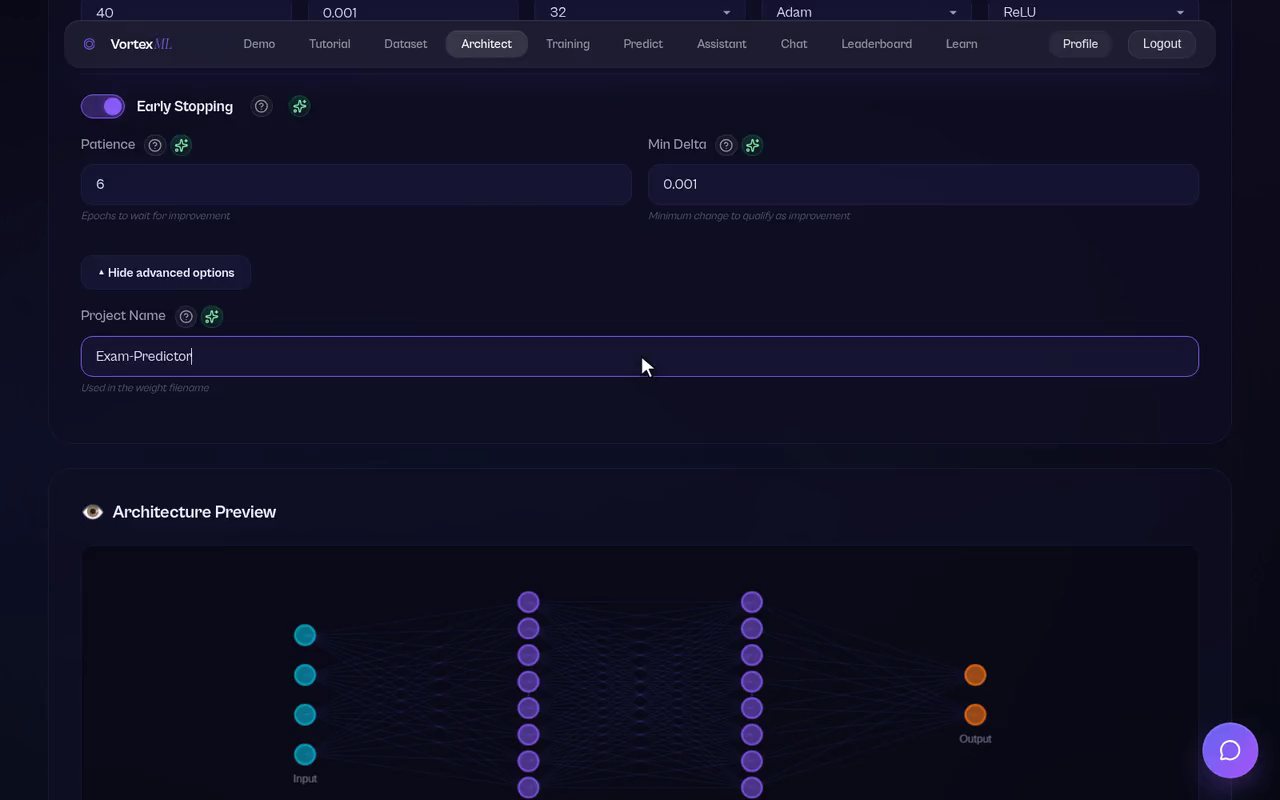 40 0.001 32 Adam ReLU
VortexML Demo Tutorial Dataset Architect Training Predict Assistant Chat Leaderboard Learn Profile Logout
Early Stopping
Patience Min Delta
6 0.001
Epochs to wait for improvement Minimum change to qualify as improvement
▴ Hide advanced options
Project Name
Exam-Predictor
Used in the weight filename
Architecture Preview
Output
Input